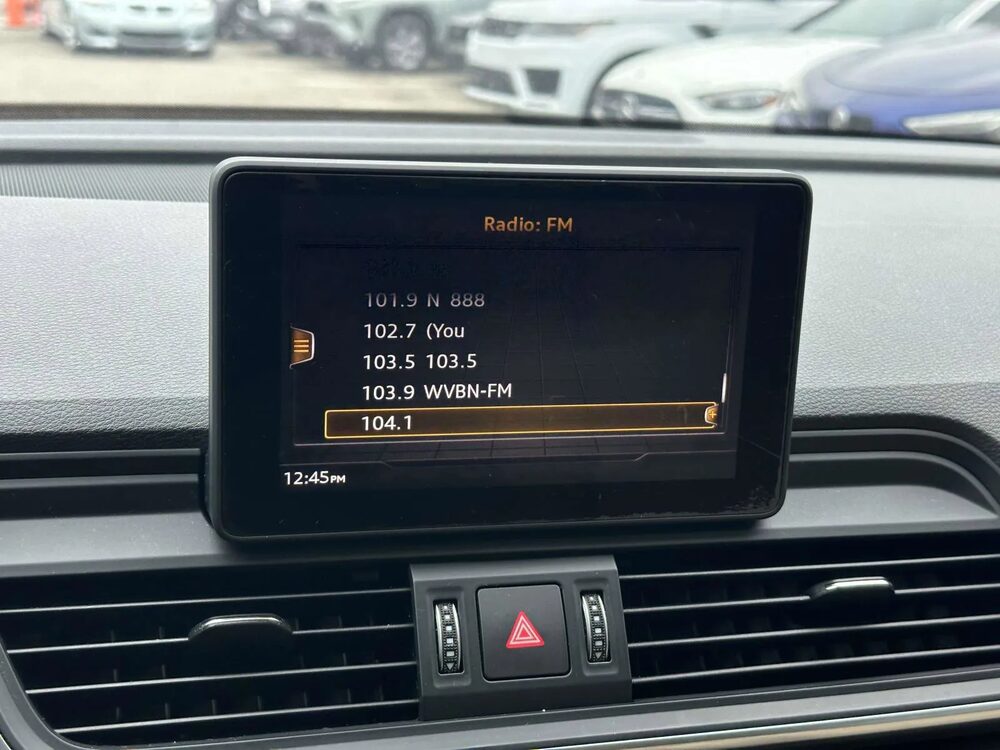 Radio: FM
101.9 N 888
102.7 (You
103.5 103.5
103.9 WVBN-FM
104.1
12:45PM